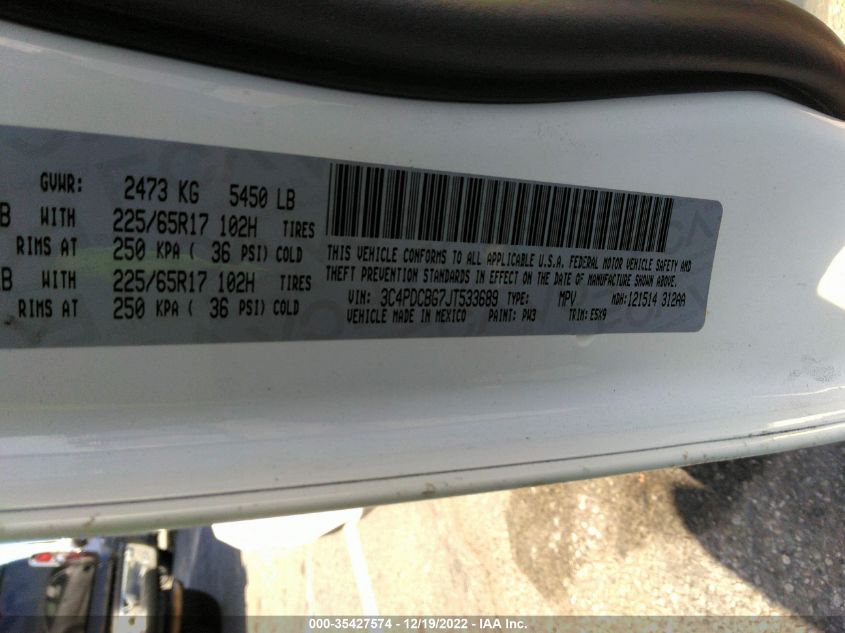 GVWR: 2473 KG 5450 LB
B WITH 225/65R17 102H TIRES
RIMS AT 250 KPA ( 36 PSI) COLD
B WITH 225/65R17 102H TIRES
RIMS AT 250 KPA ( 36 PSI) COLD
THIS VEHICLE CONFORMS TO ALL APPLICABLE U.S.A. FEDERAL MOTOR VEHICLE SAFETY AND
THEFT PREVENTION STANDARDS IN EFFECT ON THE DATE OF MANUFACTURE SHOWN ABOVE.
VIN: 3C4PDCBG7JT533689 TYPE: MPV MDH: 121514 312AA
VEHICLE MADE IN MEXICO PAINT: PW3 TRIM: E5X9
000-35427574 - 12/19/2022 - IAA Inc.